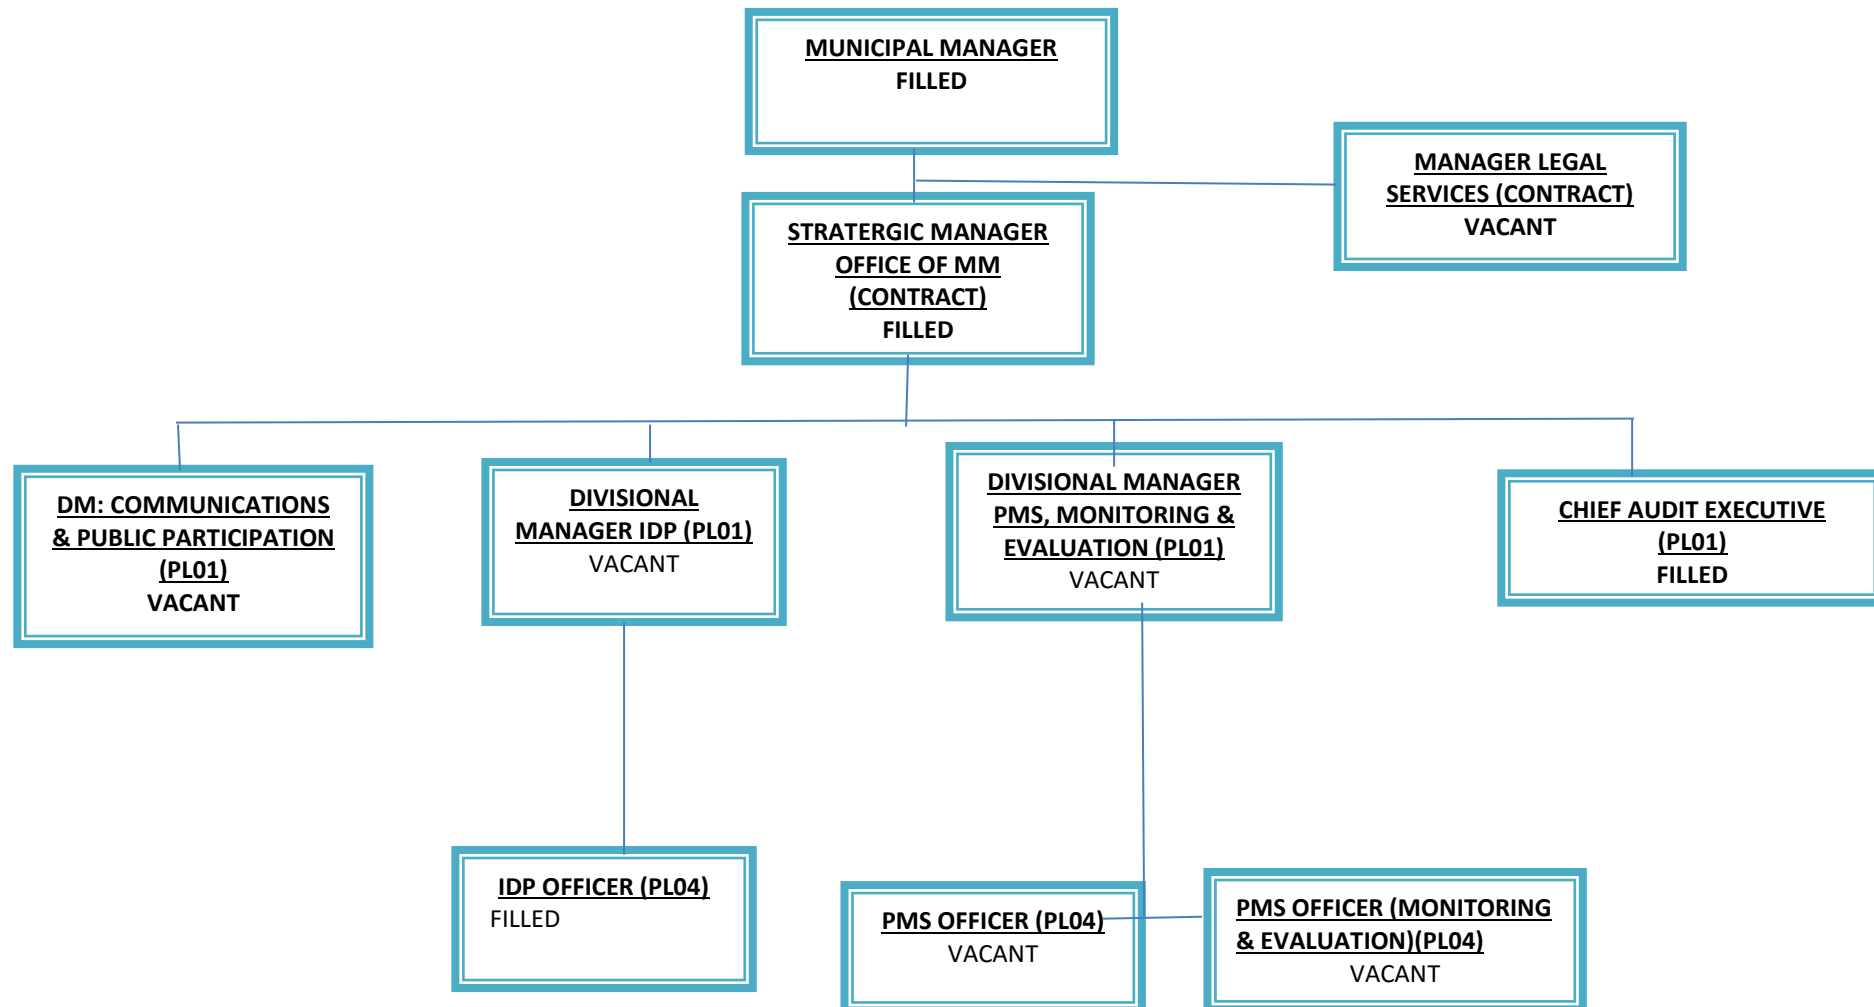 MUNICIPAL MANAGER
FILLED
MANAGER LEGAL
SERVICES (CONTRACT)
VACANT
STRATERGIC MANAGER
OFFICE OF MM
(CONTRACT)
FILLED
DM: COMMUNICATIONS
& PUBLIC PARTICIPATION
(PL01)
VACANT
DIVISIONAL
MANAGER IDP (PL01)
VACANT
DIVISIONAL MANAGER
PMS, MONITORING &
EVALUATION (PL01)
VACANT
CHIEF AUDIT EXECUTIVE
(PL01)
FILLED
IDP OFFICER (PL04)
FILLED
PMS OFFICER (PL04)
VACANT
PMS OFFICER (MONITORING
& EVALUATION)(PL04)
VACANT